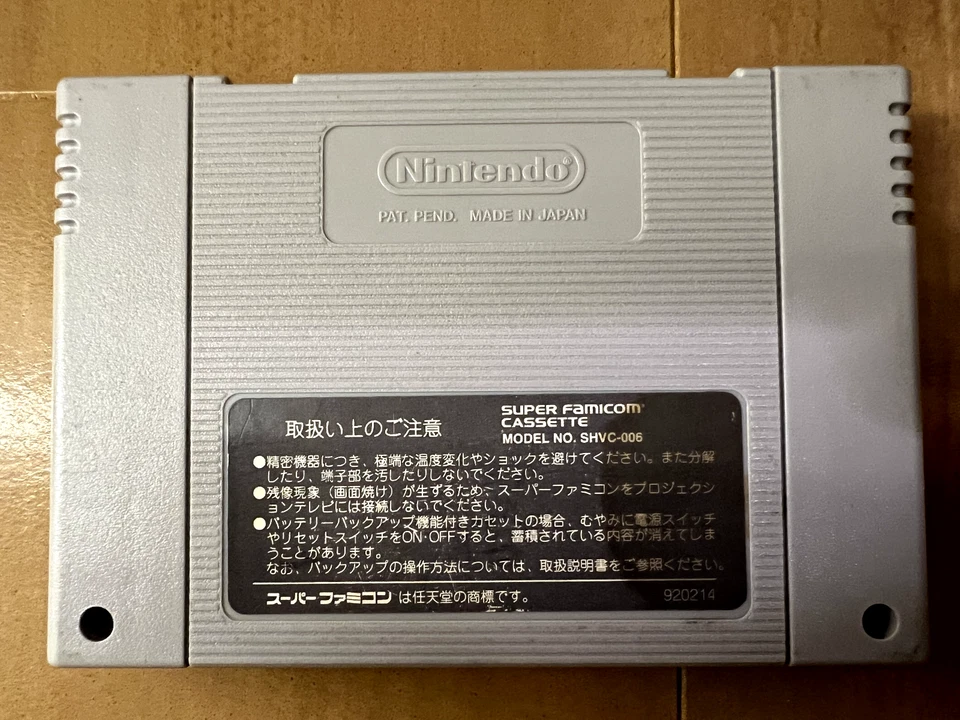 Nintendo®
PAT. PEND. MADE IN JAPAN
取扱い上のご注意
SUPER FAMICOM
CASSETTE
MODEL NO. SHVC-006
●精密機器につき、極端な温度変化やショックを避けてください。また分解
したり、端子部を汚したりしないでください。
●残像現象(画面焼け)が生ずるため、スーパーファミコンをプロジェクシ
ョンテレビには接続しないでください。
●バッテリーバックアップ機能付きカセットの場合、むやみに電源スイッチ
やリセットスイッチをON・OFFすると、蓄積されている内容が消えてしま
うことがあります。
なお、バックアップの操作方法については、取扱説明書をご参照ください。
スーパーファミコンは任天堂の商標です。
920214